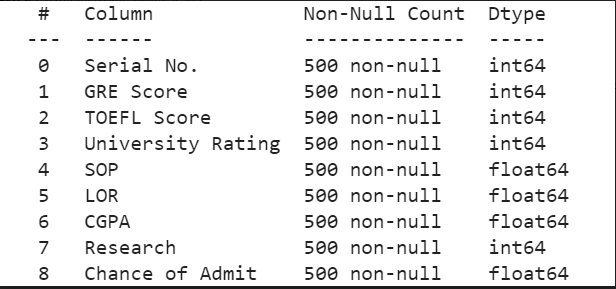 #   Column             Non-Null Count  Dtype
---  ------             --------------  -----
0   Serial No.         500 non-null    int64
1   GRE Score          500 non-null    int64
2   TOEFL Score        500 non-null    int64
3   University Rating  500 non-null    int64
4   SOP                500 non-null    float64
5   LOR                500 non-null    float64
6   CGPA               500 non-null    float64
7   Research           500 non-null    int64
8   Chance of Admit    500 non-null    float64